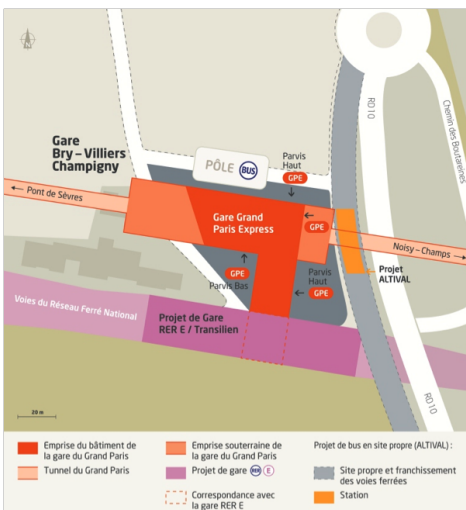 RD10
Chemin des Boutareines
Gare
Bry – Villiers
Champigny
PÔLE BUS
Parvis
Haut
GPE
← Pont de Sèvres
Gare Grand
Paris Express
GPE
Noisy – Champs →
GPE
Parvis Bas
Parvis
Haut
GPE
Projet
ALTIVAL
Voies du Réseau Ferré National
Projet de Gare
RER E / Transilien
RD10
20 m
Emprise du bâtiment de
la gare du Grand Paris
Tunnel du Grand Paris
Emprise souterraine de
la gare du Grand Paris
Projet de gare RER E
Correspondance avec
la gare RER E
Projet de bus en site propre (ALTIVAL) :
Site propre et franchissement
des voies ferrées
Station